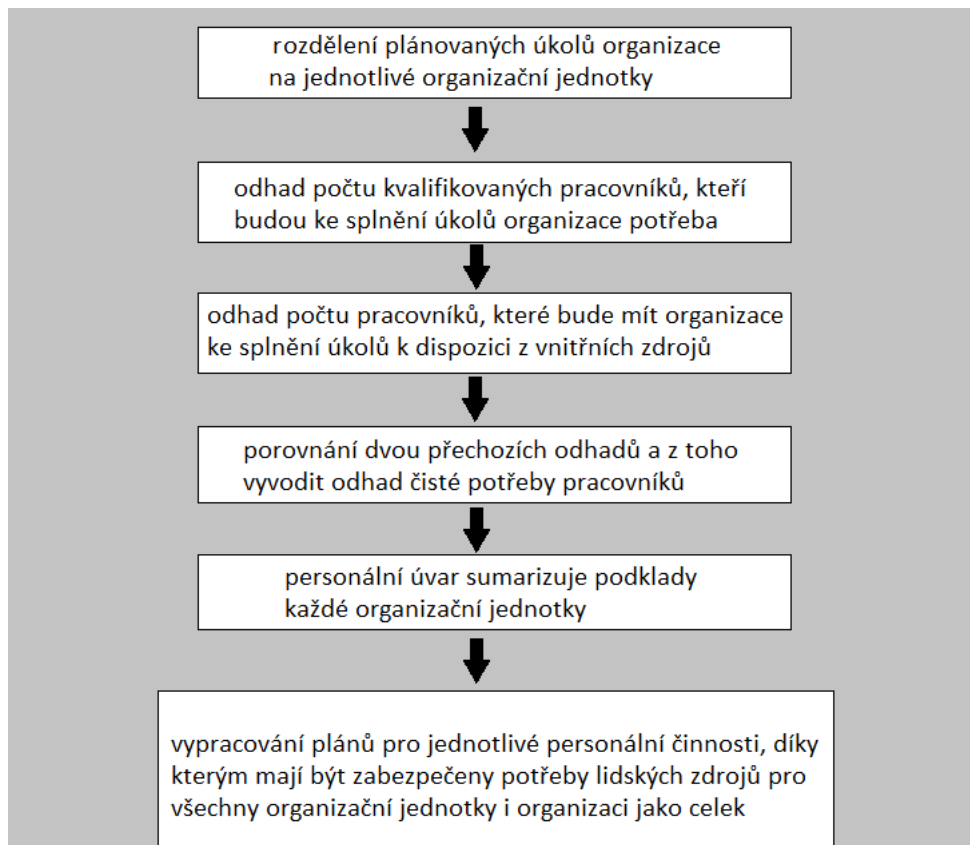 rozdělení plánovaných úkolů organizace
na jednotlivé organizační jednotky
odhad počtu kvalifikovaných pracovníků, kteří
budou ke splnění úkolů organizace potřeba
odhad počtu pracovníků, které bude mít organizace
ke splnění úkolů k dispozici z vnitřních zdrojů
porovnání dvou přechozích odhadů a z toho
vyvodit odhad čisté potřeby pracovníků
personální úvar sumarizuje podklady
každé organizační jednotky
vypracování plánů pro jednotlivé personální činnosti, díky
kterým mají být zabezpečeny potřeby lidských zdrojů pro
všechny organizační jednotky i organizaci jako celek